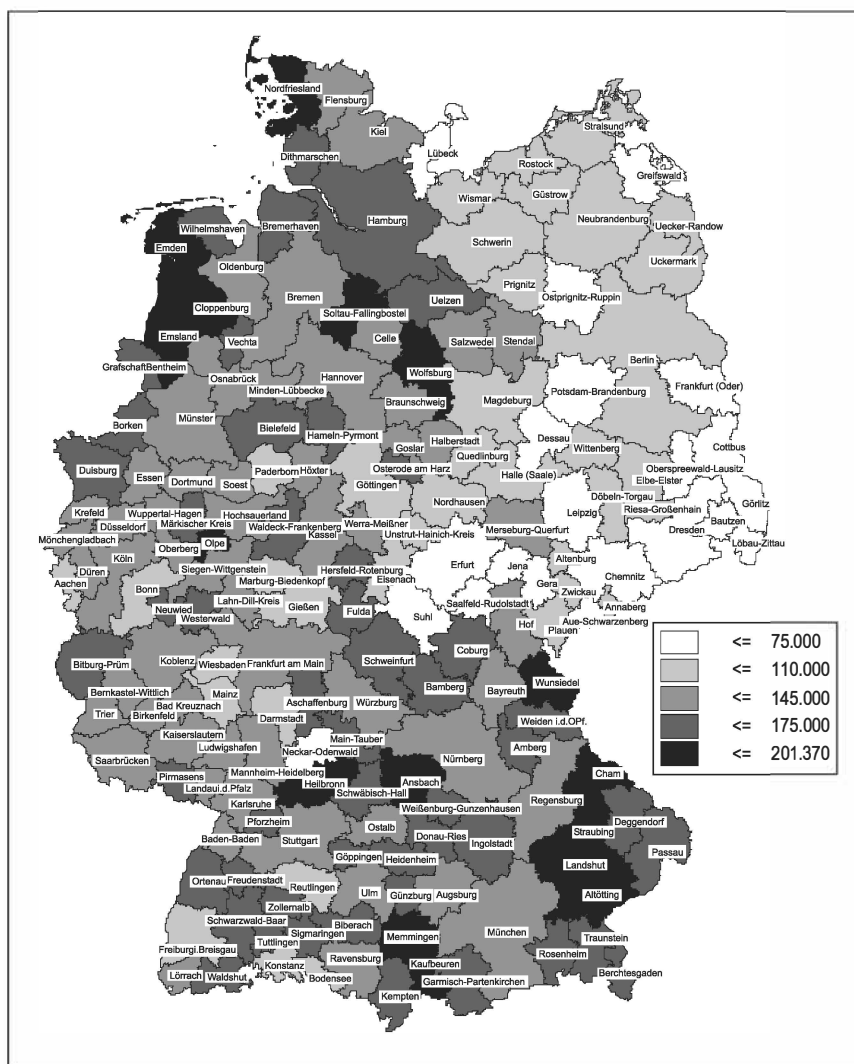 Nordfriesland
Flensburg
Kiel
Stralsund
Lübeck
Dithmarschen
Rostock
Greifswald
Wismar
Güstrow
Hamburg
Neubrandenburg
Wilhelmshaven
Bremerhaven
Uecker-Randow
Emden
Schwerin
Oldenburg
Uckermark
Prignitz
Bremen
Ostprignitz-Ruppin
Uelzen
Cloppenburg
Soltau-Fallingbostel
Emsland
Celle
Salzwedel
Stendal
Vechta
Berlin
GrafschaftBentheim
Wolfsburg
Osnabrück
Hannover
Frankfurt (Oder)
Minden-Lübbecke
Potsdam-Brandenburg
Braunschweig
Magdeburg
Münster
Borken
Bielefeld
Hameln-Pyrmont
Dessau
Halberstadt
Goslar
Wittenberg
Cottbus
Quedlinburg
Duisburg
Paderborn
Höxter
Osterode am Harz
Oberspreewald-Lausitz
Essen
Dortmund
Soest
Halle (Saale)
Elbe-Elster
Göttingen
Döbeln-Torgau
Nordhausen
Görlitz
Krefeld
Wuppertal-Hagen
Hochsauerland
Leipzig
Riesa-Großenhain
Düsseldorf
Märkischer Kreis
Waldeck-Frankenberg
Werra-Meißner
Merseburg-Querfurt
Bautzen
Mönchengladbach
Kassel
Unstrut-Hainich-Kreis
Dresden
Olpe
Löbau-Zittau
Oberberg
Köln
Altenburg
Siegen-Wittgenstein
Hersfeld-Rotenburg
Erfurt
Jena
Düren
Chemnitz
Aachen
Marburg-Biedenkopf
Eisenach
Gera
Bonn
Zwickau
Lahn-Dill-Kreis
Gießen
Saalfeld-Rudolstadt
Annaberg
Neuwied
Fulda
Suhl
Westerwald
Hof
Aue-Schwarzenberg
Plauen
Coburg
Bitburg-Prüm
Koblenz
Wiesbaden
Frankfurt am Main
Schweinfurt
Wunsiedel
Bamberg
Bayreuth
Bernkastel-Wittlich
Mainz
Aschaffenburg
Würzburg
Bad Kreuznach
Trier
Birkenfeld
Darmstadt
Weiden i.d.OPf.
Kaiserslautern
Main-Tauber
Ludwigshafen
Neckar-Odenwald
Amberg
Nürnberg
Saarbrücken
Pirmasens
Mannheim-Heidelberg
Cham
Landaui.d.Pfalz
Heilbronn
Ansbach
Schwäbisch-Hall
Karlsruhe
Regensburg
Weißenburg-Gunzenhausen
Pforzheim
Deggendorf
Ostalb
Straubing
Baden-Baden
Stuttgart
Donau-Ries
Ingolstadt
Passau
Göppingen
Heidenheim
Landshut
Ortenau
Freudenstadt
Reutlingen
Ulm
Günzburg
Augsburg
Altötting
Zollernalb
Schwarzwald-Baar
Biberach
Sigmaringen
Memmingen
München
Traunstein
Freiburgi.Breisgau
Tuttlingen
Ravensburg
Kaufbeuren
Rosenheim
Konstanz
Lörrach
Waldshut
Bodensee
Garmisch-Partenkirchen
Berchtesgaden
Kempten
<= 75.000
<= 110.000
<= 145.000
<= 175.000
<= 201.370